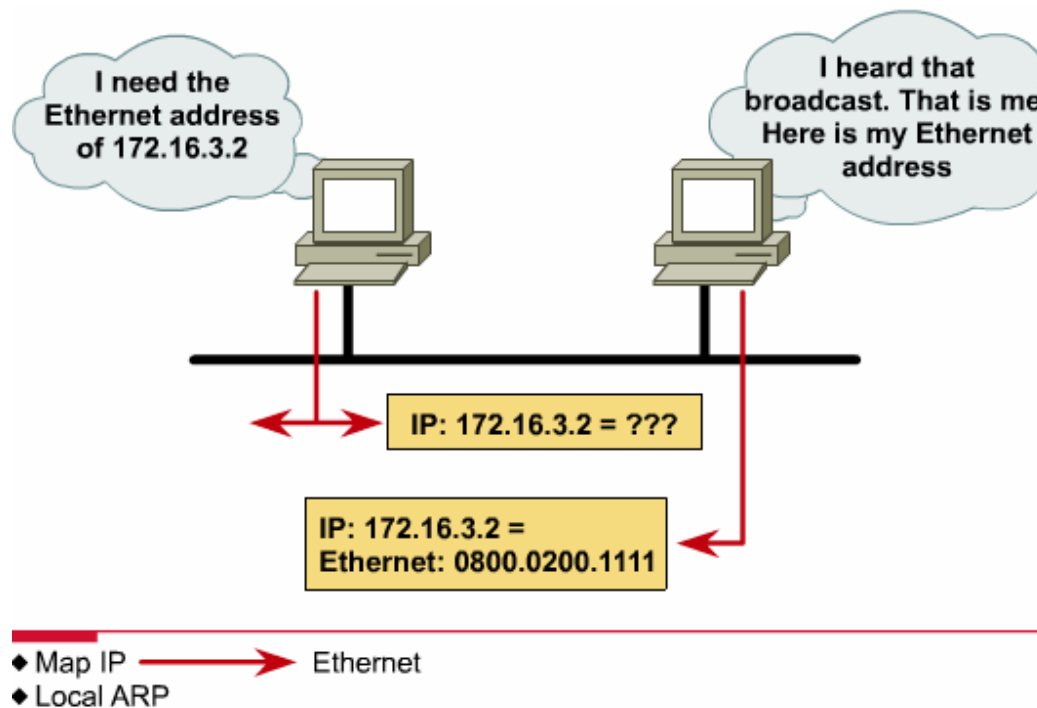 I need the
Ethernet address
of 172.16.3.2
I heard that
broadcast. That is me
Here is my Ethernet
address
IP: 172.16.3.2 = ???
IP: 172.16.3.2 =
Ethernet: 0800.0200.1111
◆ Map IP Ethernet
◆ Local ARP